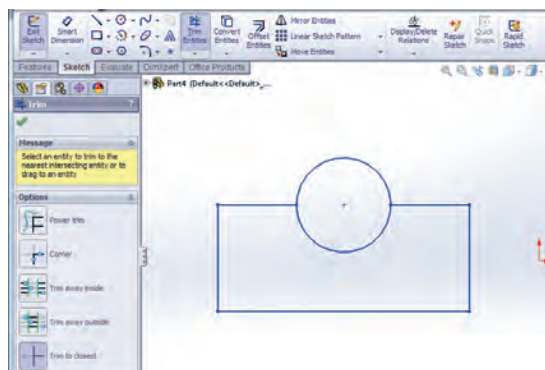 Exit Sketch
Smart Dimension
Trim Entities
Convert Entities
Offset Entities
Mirror Entities
Linear Sketch Pattern
Move Entities
Display/Delete Relations
Repair Sketch
Quick Snaps
Rapid Sketch
Features
Sketch
Evaluate
DimXpert
Office Products
Part4 (Default<<Default>_...
Trim
?
Message
Select an entity to trim to the
nearest intersecting entity or to
drag to an entity
Options
Power trim
Corner
Trim away inside
Trim away outside
Trim to closest